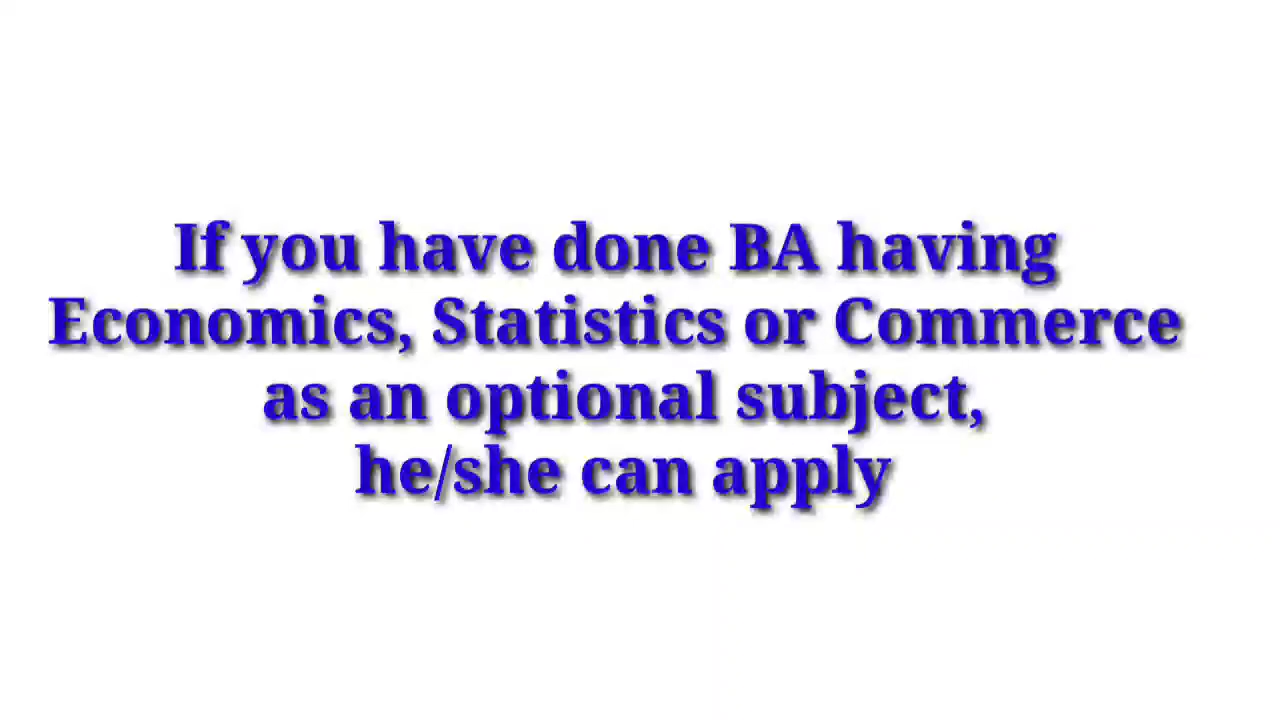 If you have done BA having
Economics, Statistics or Commerce
as an optional subject,
he/she can apply